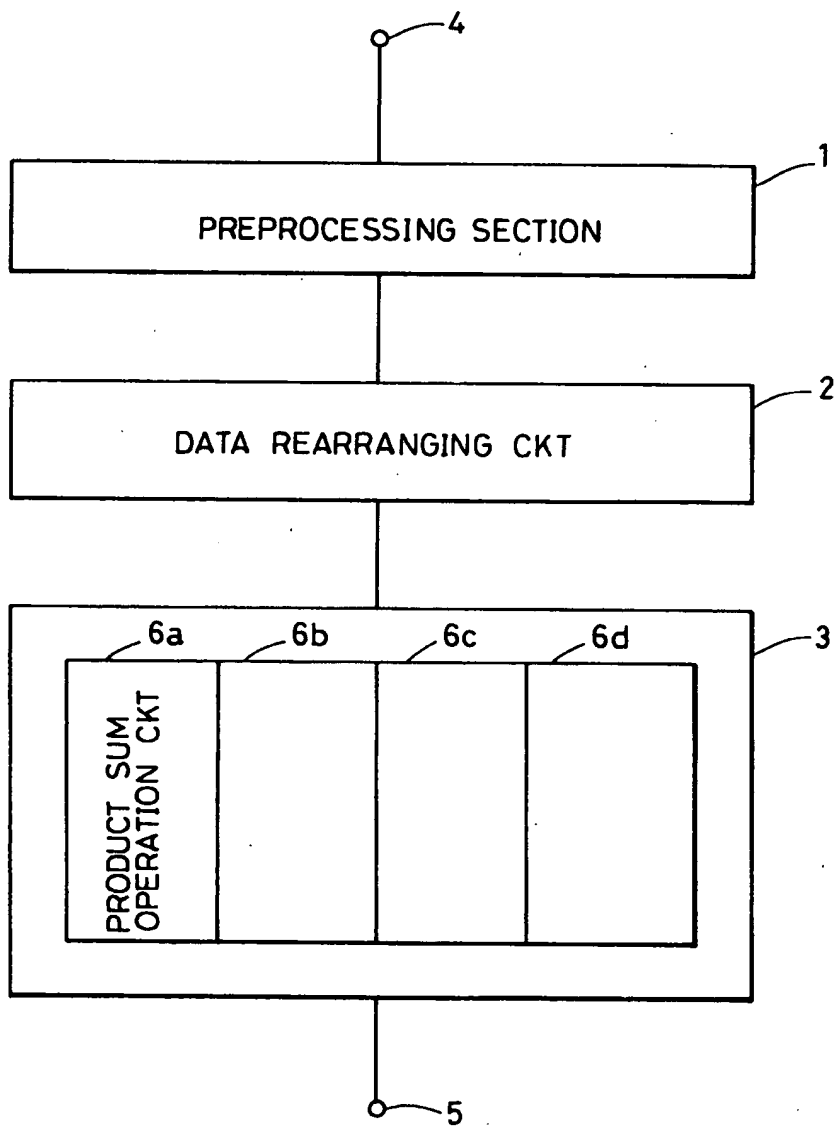 4
1
PREPROCESSING SECTION
2
DATA REARRANGING CKT
3
6a
6b
6c
6d
PRODUCT SUM
OPERATION CKT
5